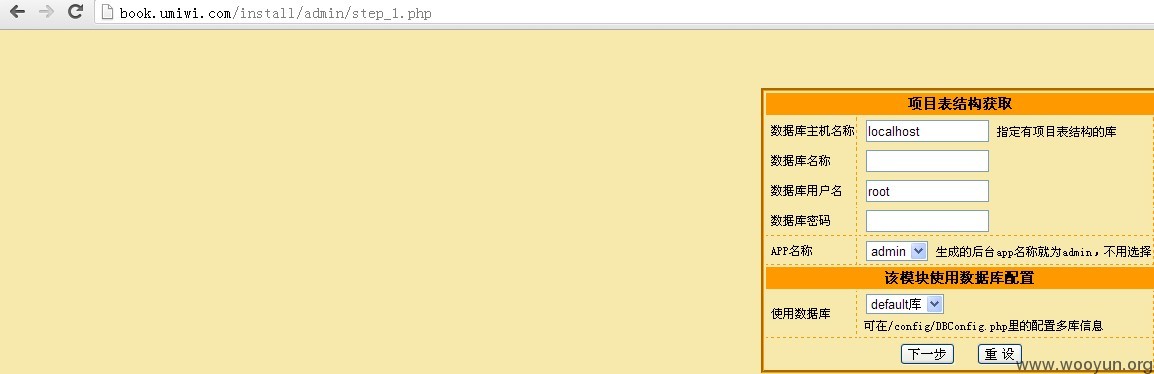 book.umiwi.com/install/admin/step_1.php
项目表结构获取
数据库主机名称 localhost 指定有项目表结构的库
数据库名称
数据库用户名 root
数据库密码
APP名称 admin 生成的后台app名称就为admin，不用选择
该模块使用数据库配置
使用数据库 default库
可在/config/DBConfig.php里的配置多库信息
下一步 重 设
www.wooyun.org